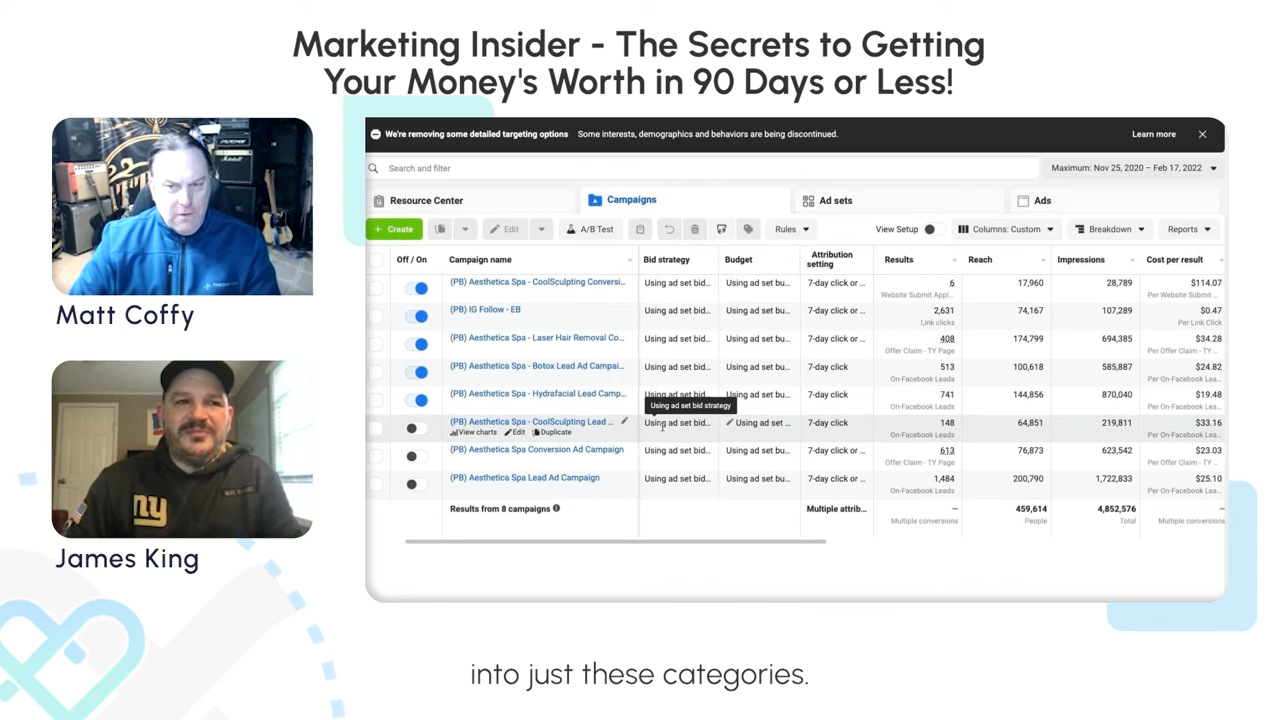 Marketing Insider - The Secrets to Getting
Your Money's Worth in 90 Days or Less!
Matt Coffy
James King
We're removing some detailed targeting options Some interests, demographics and behaviors are being discontinued. Learn more
Search and filter Maximum: Nov 25, 2020 – Feb 17, 2022
Resource Center Campaigns Ad sets Ads
+ Create Edit A/B Test Rules View Setup Columns: Custom Breakdown Reports
Off / On Campaign name Bid strategy Budget Attribution setting Results Reach Impressions Cost per result
(PB) Aesthetica Spa - CoolSculpting Conversi... Using ad set bid... Using ad set bu... 7-day click or ... 6 17,960 28,789 $114.07
Website Submit Appl... Per Website Submit ...
(PB) IG Follow - EB Using ad set bid... Using ad set bu... 7-day click or ... 2,631 74,167 107,289 $0.47
Link clicks Per Link Click
(PB) Aesthetica Spa - Laser Hair Removal Co... Using ad set bid... Using ad set bu... 7-day click or ... 408 174,799 694,385 $34.28
Offer Claim - TY Page Per Offer Claim - TY ...
(PB) Aesthetica Spa - Botox Lead Ad Campai... Using ad set bid... Using ad set bu... 7-day click 513 100,618 585,887 $24.82
On-Facebook Leads Per On-Facebook Lea...
(PB) Aesthetica Spa - Hydrafacial Lead Camp... Using ad set bid... Using ad set bu... 7-day click 741 144,856 870,040 $19.48
Using ad set bid strategy
On-Facebook Leads Per On-Facebook Lea...
(PB) Aesthetica Spa - CoolSculpting Lead ... Using ad set bid... Using ad set ... 7-day click 148 64,851 219,811 $33.16
View charts Edit Duplicate On-Facebook Leads Per On-Facebook Lea...
(PB) Aesthetica Spa Conversion Ad Campaign Using ad set bid... Using ad set bu... 7-day click or ... 613 76,873 623,542 $23.03
Offer Claim - TY Page Per Offer Claim - TY ...
(PB) Aesthetica Spa Lead Ad Campaign Using ad set bid... Using ad set bu... 7-day click or ... 1,484 200,790 1,722,833 $25.10
On-Facebook Leads Per On-Facebook Lea...
Results from 8 campaigns Multiple attrib... — 459,614 4,852,576 —
Multiple conversions People Total Multiple conversions
ny
Marshall
into just these categories.